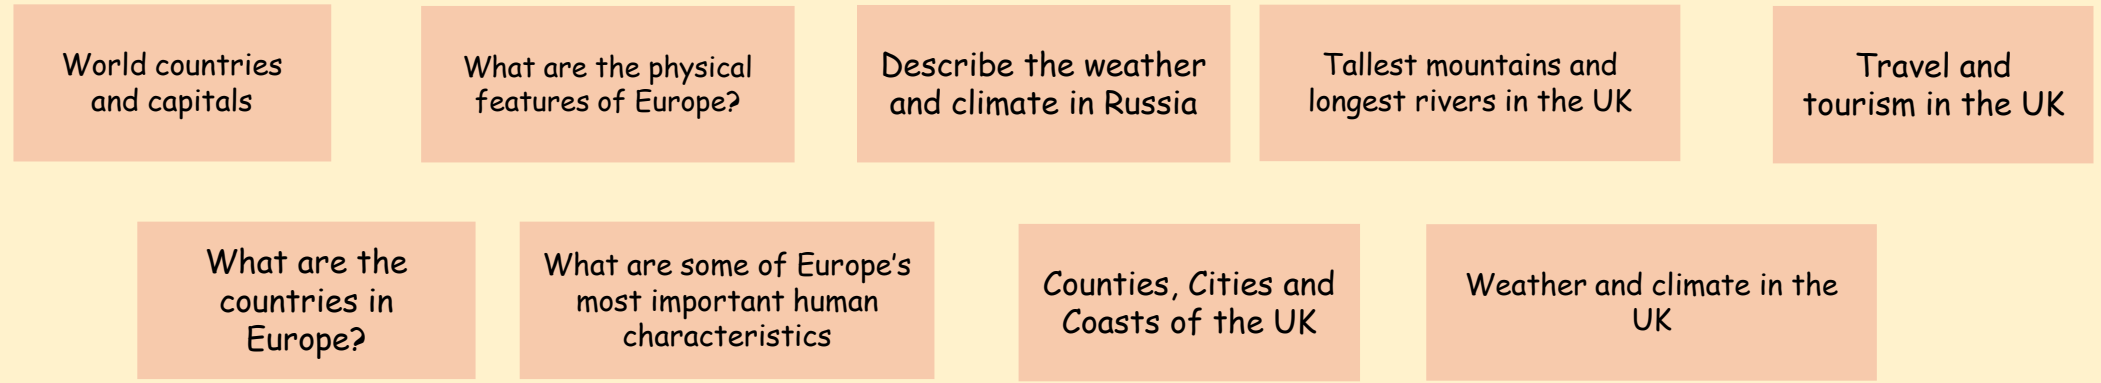 World countries
and capitals
What are the physical
features of Europe?
Describe the weather
and climate in Russia
Tallest mountains and
longest rivers in the UK
Travel and
tourism in the UK
What are the
countries in
Europe?
What are some of Europe's
most important human
characteristics
Counties, Cities and
Coasts of the UK
Weather and climate in the
UK